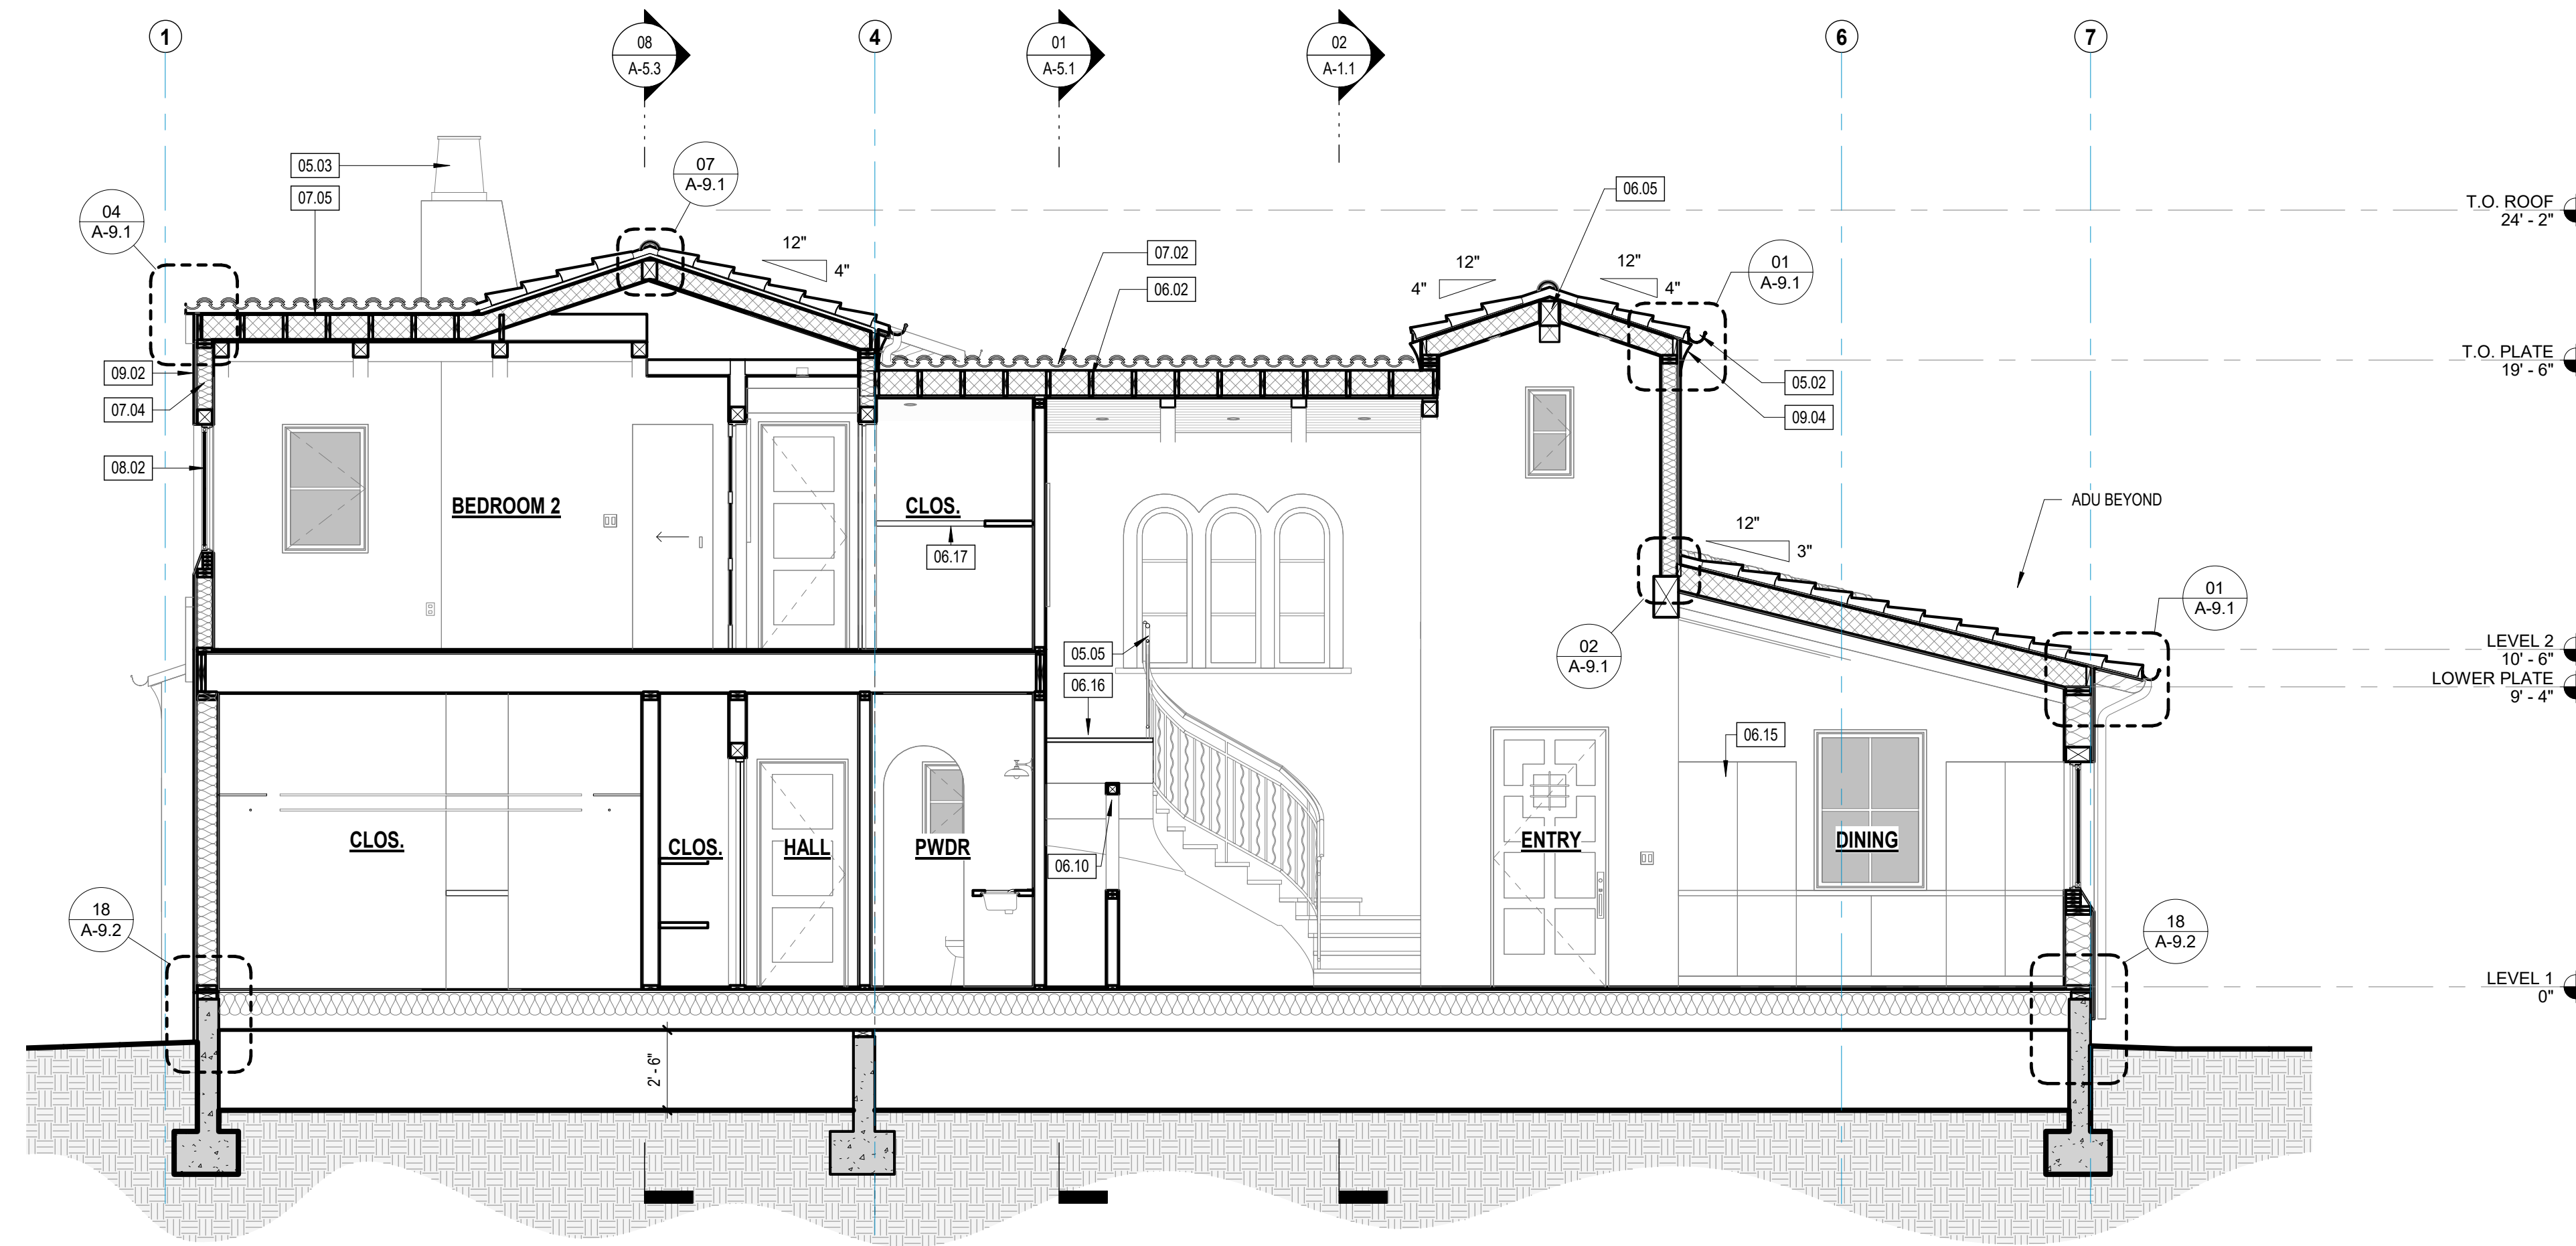 1
08
A-5.3
4
01
A-5.1
02
A-1.1
6
7
05.03
07.05
04
A-9.1
07
A-9.1
12"
4"
07.02
06.02
06.05
12"
4"
12"
4"
01
A-9.1
T.O. ROOF
24' - 2"
T.O. PLATE
19' - 6"
09.02
07.04
08.02
05.02
09.04
BEDROOM 2
CLOS.
06.17
12"
3"
ADU BEYOND
01
A-9.1
05.05
06.16
02
A-9.1
LEVEL 2
10' - 6"
LOWER PLATE
9' - 4"
06.15
CLOS.
CLOS.
HALL
PWDR
06.10
ENTRY
DINING
18
A-9.2
18
A-9.2
LEVEL 1
0"
2' - 6"